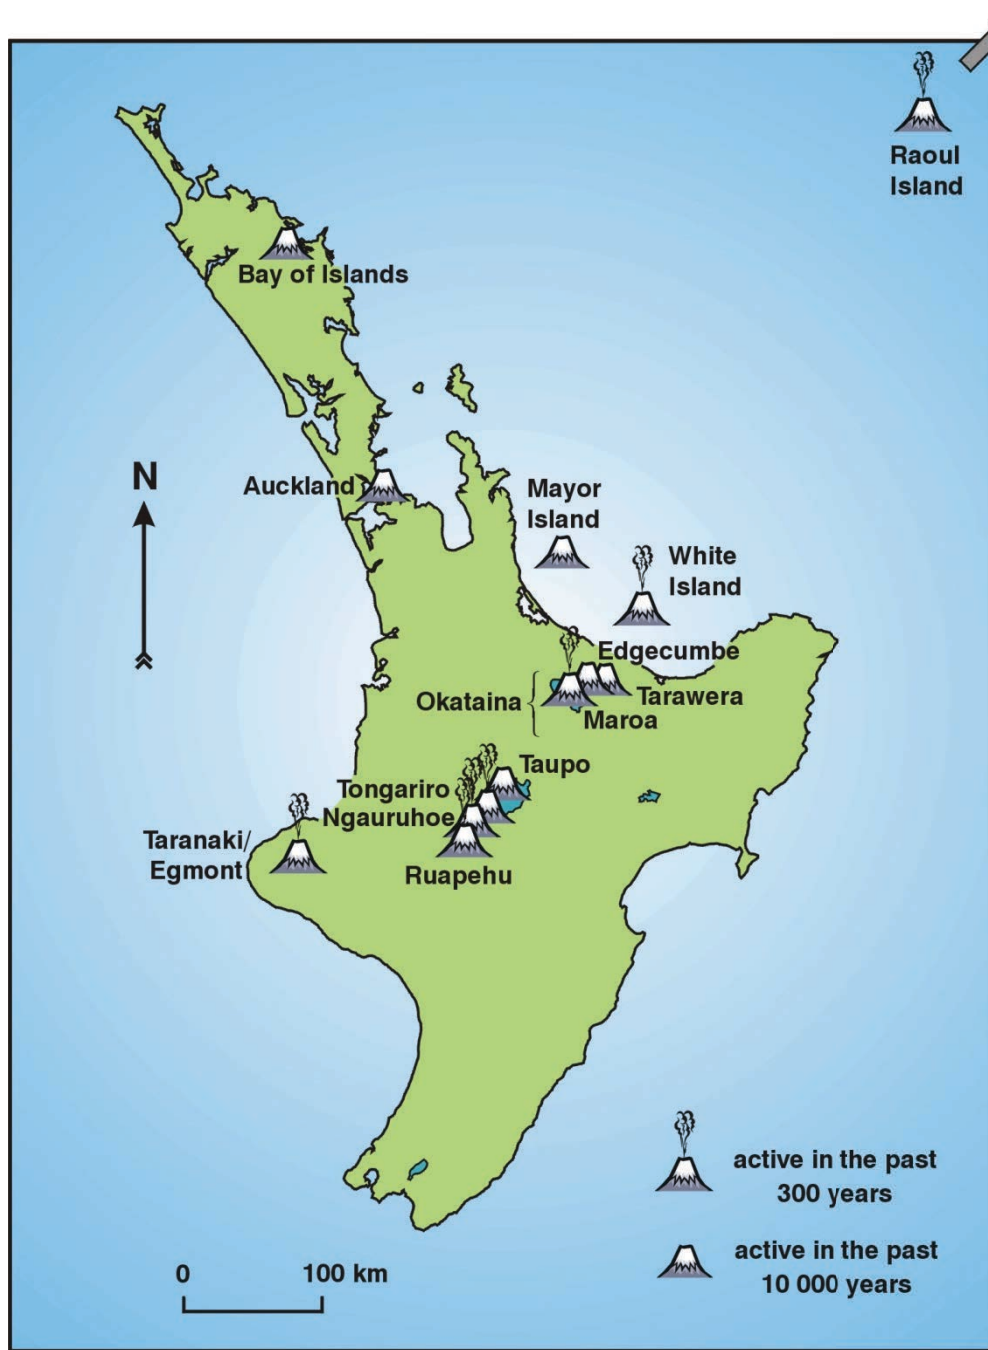 Raoul
Island
Bay of Islands
N
Auckland
Mayor
Island
White
Island
Edgecumbe
Okataina
Tarawera
Maroa
Taupo
Tongariro
Ngauruhoe
Taranaki/
Egmont
Ruapehu
active in the past
300 years
active in the past
10 000 years
0 100 km